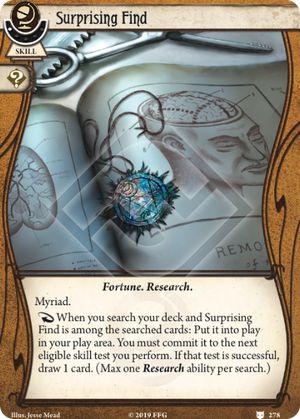 Surprising Find
SKILL
?
REMO
of
Fortune. Research.
Myriad.
When you search your deck and Surprising
Find is among the searched cards: Put it into play
in your play area. You must commit it to the next
eligible skill test you perform. If that test is successful,
draw 1 card. (Max one Research ability per search.)
Illus. Jesse Mead
© 2019 FFG
278